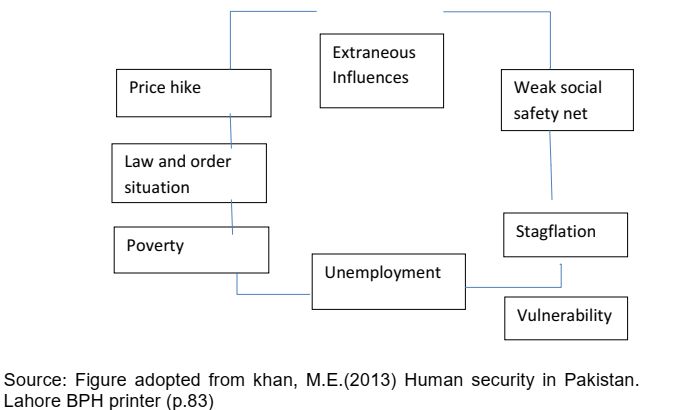 Extraneous
Influences
Price hike
Weak social
safety net
Law and order
situation
Poverty
Stagflation
Unemployment
Vulnerability
Source: Figure adopted from khan, M.E.(2013) Human security in Pakistan.
Lahore BPH printer (p.83)